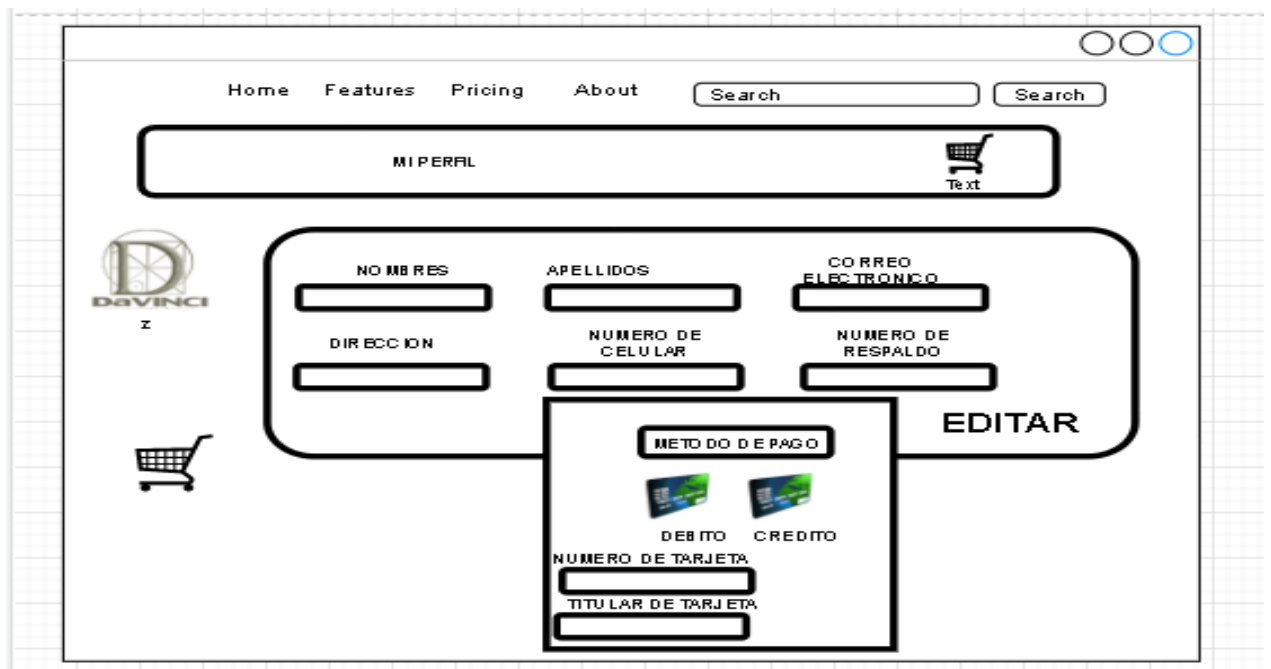 Home Features Pricing About Search Search
MI PERFIL
Text
DaVINCI
z
NOMBRES
APELLIDOS
CORREO
ELECTRONICO
DIRECCION
NUMERO DE
CELULAR
NUMERO DE
RESPALDO
EDITAR
METODO DE PAGO
DEBITO CREDITO
NUMERO DE TARJETA
TITULAR DE TARJETA